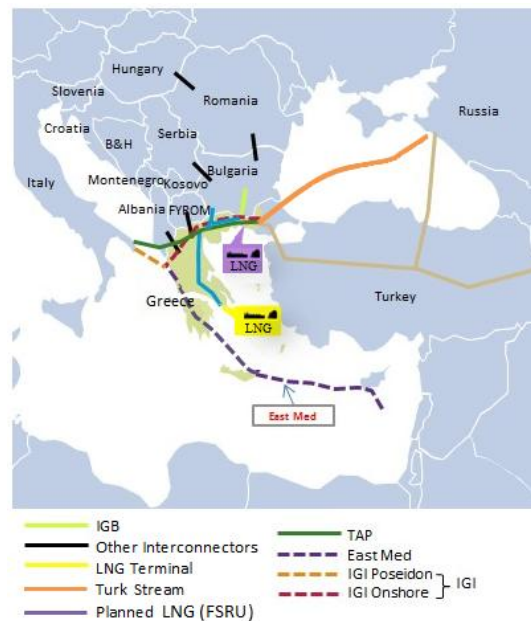 Hungary
Slovenia
Romania
Russia
Croatia
Serbia
B&H
Italy
Bulgaria
Montenegro
Kosovo
Albania
FYROM
LNG
Turkey
Greece
LNG
East Med
IGB
Other Interconnectors
LNG Terminal
Turk Stream
Planned LNG (FSRU)
TAP
East Med
IGI Poseidon
IGI
IGI Onshore